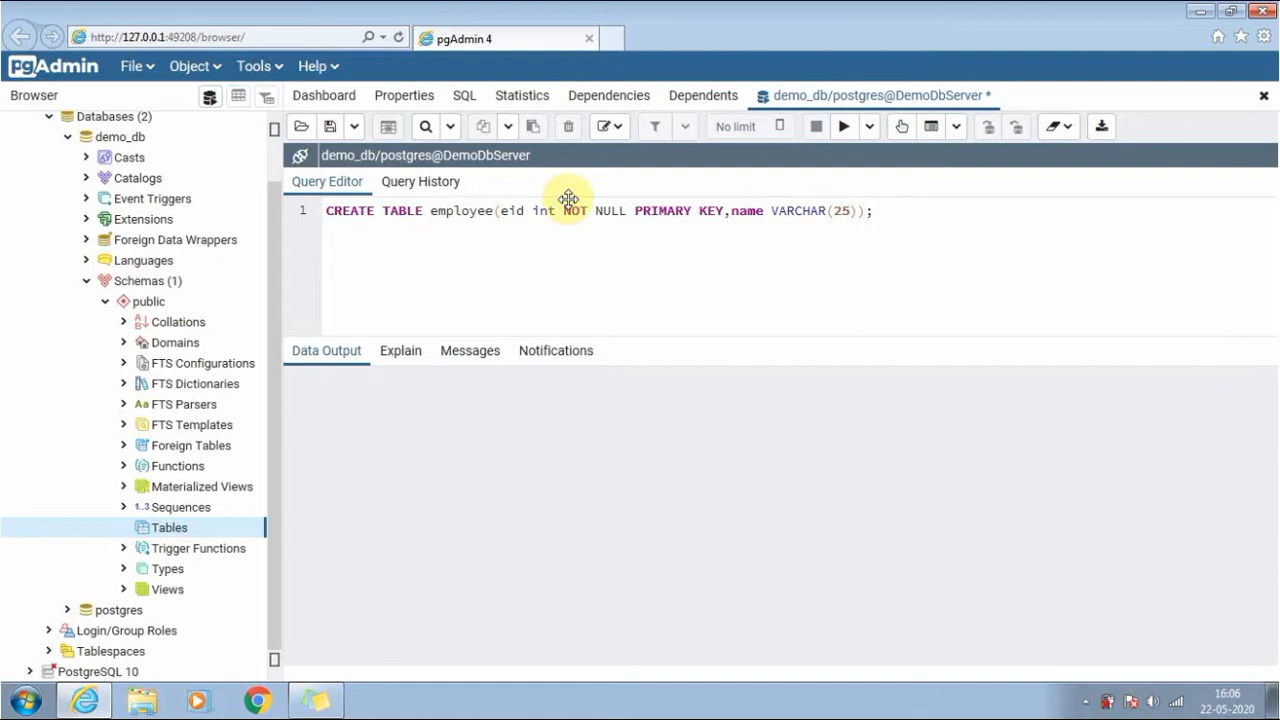 http://127.0.0.1:49208/browser/
pgAdmin 4
pgAdmin File Object Tools Help
Browser
Dashboard Properties SQL Statistics Dependencies Dependents demo_db/postgres@DemoDbServer *
No limit
demo_db/postgres@DemoDbServer
Query Editor Query History
1 CREATE TABLE employee(eid int NOT NULL PRIMARY KEY,name VARCHAR(25));
Data Output Explain Messages Notifications
Databases (2)
demo_db
Casts
Catalogs
Event Triggers
Extensions
Foreign Data Wrappers
Languages
Schemas (1)
public
Collations
Domains
FTS Configurations
FTS Dictionaries
Aa FTS Parsers
FTS Templates
Foreign Tables
Functions
Materialized Views
1..3 Sequences
Tables
Trigger Functions
Types
Views
postgres
Login/Group Roles
Tablespaces
PostgreSQL 10
16:06
22-05-2020